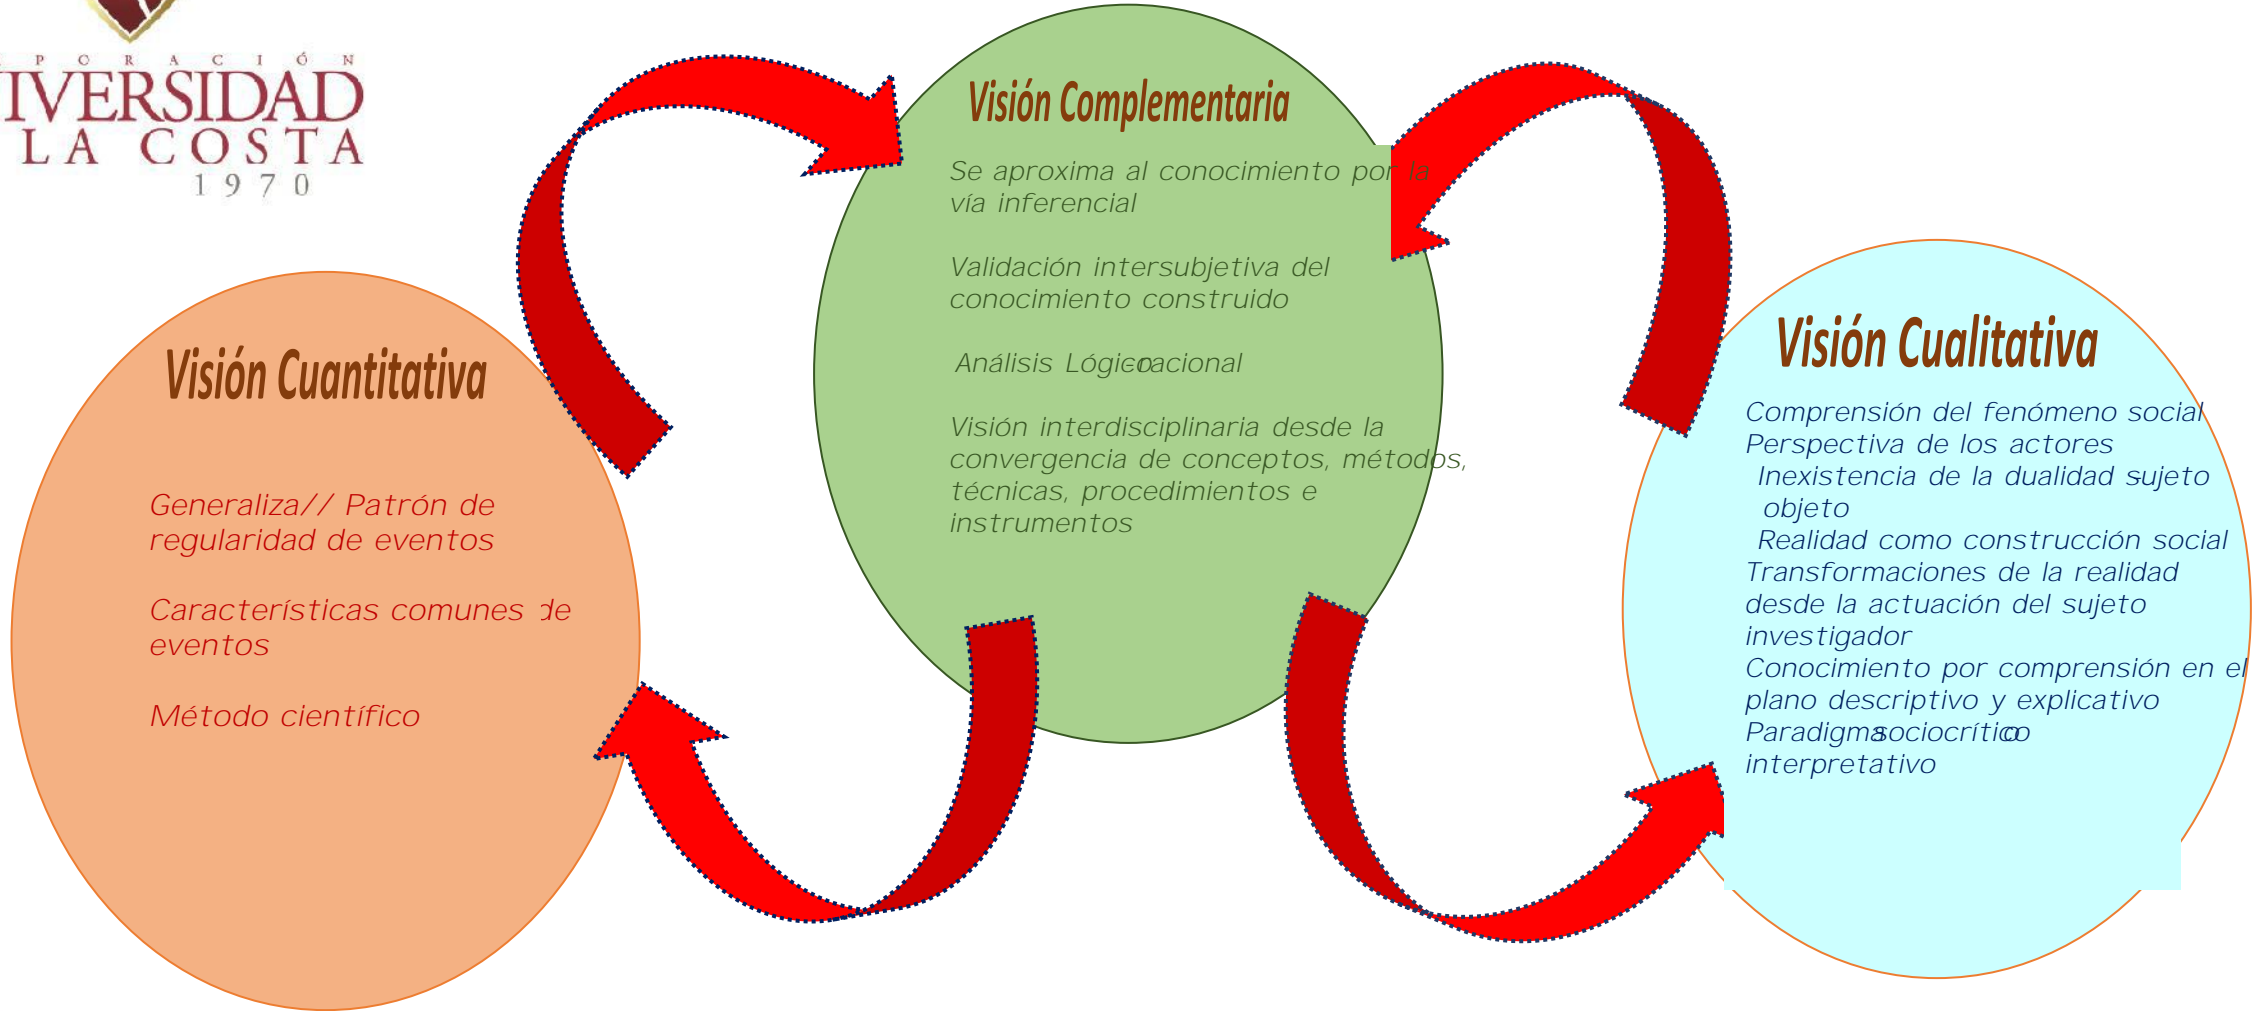 P O R A C I Ó N
IVERSIDAD
LA COSTA
1970
Visión Cuantitativa
Generaliza// Patrón de
regularidad de eventos
Características comunes de
eventos
Método científico
Visión Complementaria
Se aproxima al conocimiento por la
vía inferencial
Validación intersubjetiva del
conocimiento construido
Análisis Lógico-racional
Visión interdisciplinaria desde la
convergencia de conceptos, métodos,
técnicas, procedimientos e
instrumentos
Visión Cualitativa
Comprensión del fenómeno social
Perspectiva de los actores
Inexistencia de la dualidad sujeto-
objeto
Realidad como construcción social
Transformaciones de la realidad
desde la actuación del sujeto
investigador
Conocimiento por comprensión en el
plano descriptivo y explicativo
Paradigma sociocrítico o
interpretativo